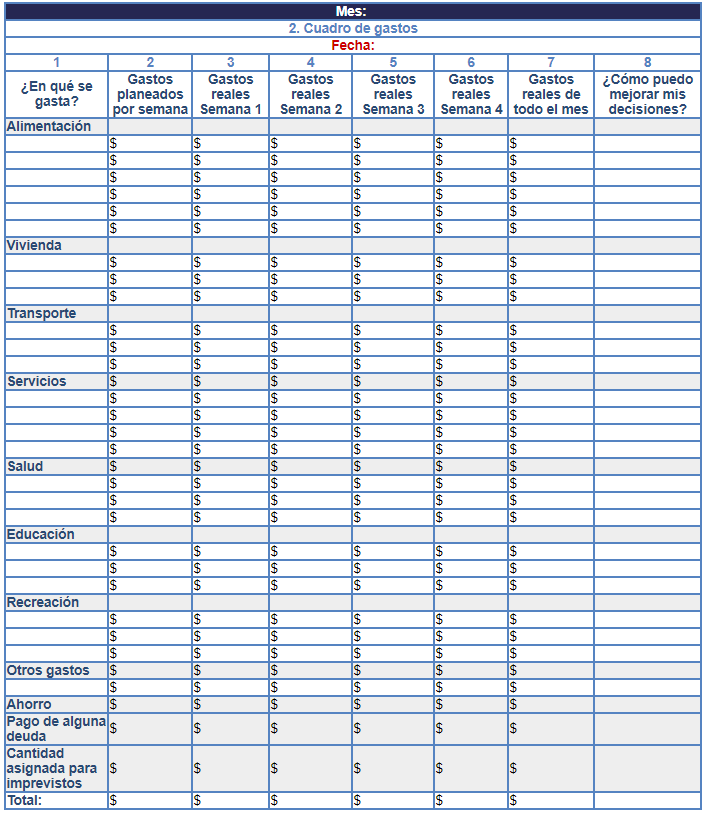 Mes:
2. Cuadro de gastos
Fecha:
1 2 3 4 5 6 7 8
¿En qué se gasta? Gastos planeados por semana Gastos reales Semana 1 Gastos reales Semana 2 Gastos reales Semana 3 Gastos reales Semana 4 Gastos reales de todo el mes ¿Cómo puedo mejorar mis decisiones?
Alimentación
$ $ $ $ $ $
$ $ $ $ $ $
$ $ $ $ $ $
$ $ $ $ $ $
$ $ $ $ $ $
$ $ $ $ $ $
Vivienda
$ $ $ $ $ $
$ $ $ $ $ $
$ $ $ $ $ $
Transporte
$ $ $ $ $ $
$ $ $ $ $ $
$ $ $ $ $ $
Servicios $ $ $ $ $ $
$ $ $ $ $ $
$ $ $ $ $ $
$ $ $ $ $ $
$ $ $ $ $ $
Salud $ $ $ $ $ $
$ $ $ $ $ $
$ $ $ $ $ $
$ $ $ $ $ $
Educación
$ $ $ $ $ $
$ $ $ $ $ $
$ $ $ $ $ $
Recreación
$ $ $ $ $ $
$ $ $ $ $ $
$ $ $ $ $ $
Otros gastos $ $ $ $ $ $
$ $ $ $ $ $
Ahorro $ $ $ $ $ $
Pago de alguna deuda $ $ $ $ $ $
Cantidad asignada para imprevistos $ $ $ $ $ $
Total: $ $ $ $ $ $